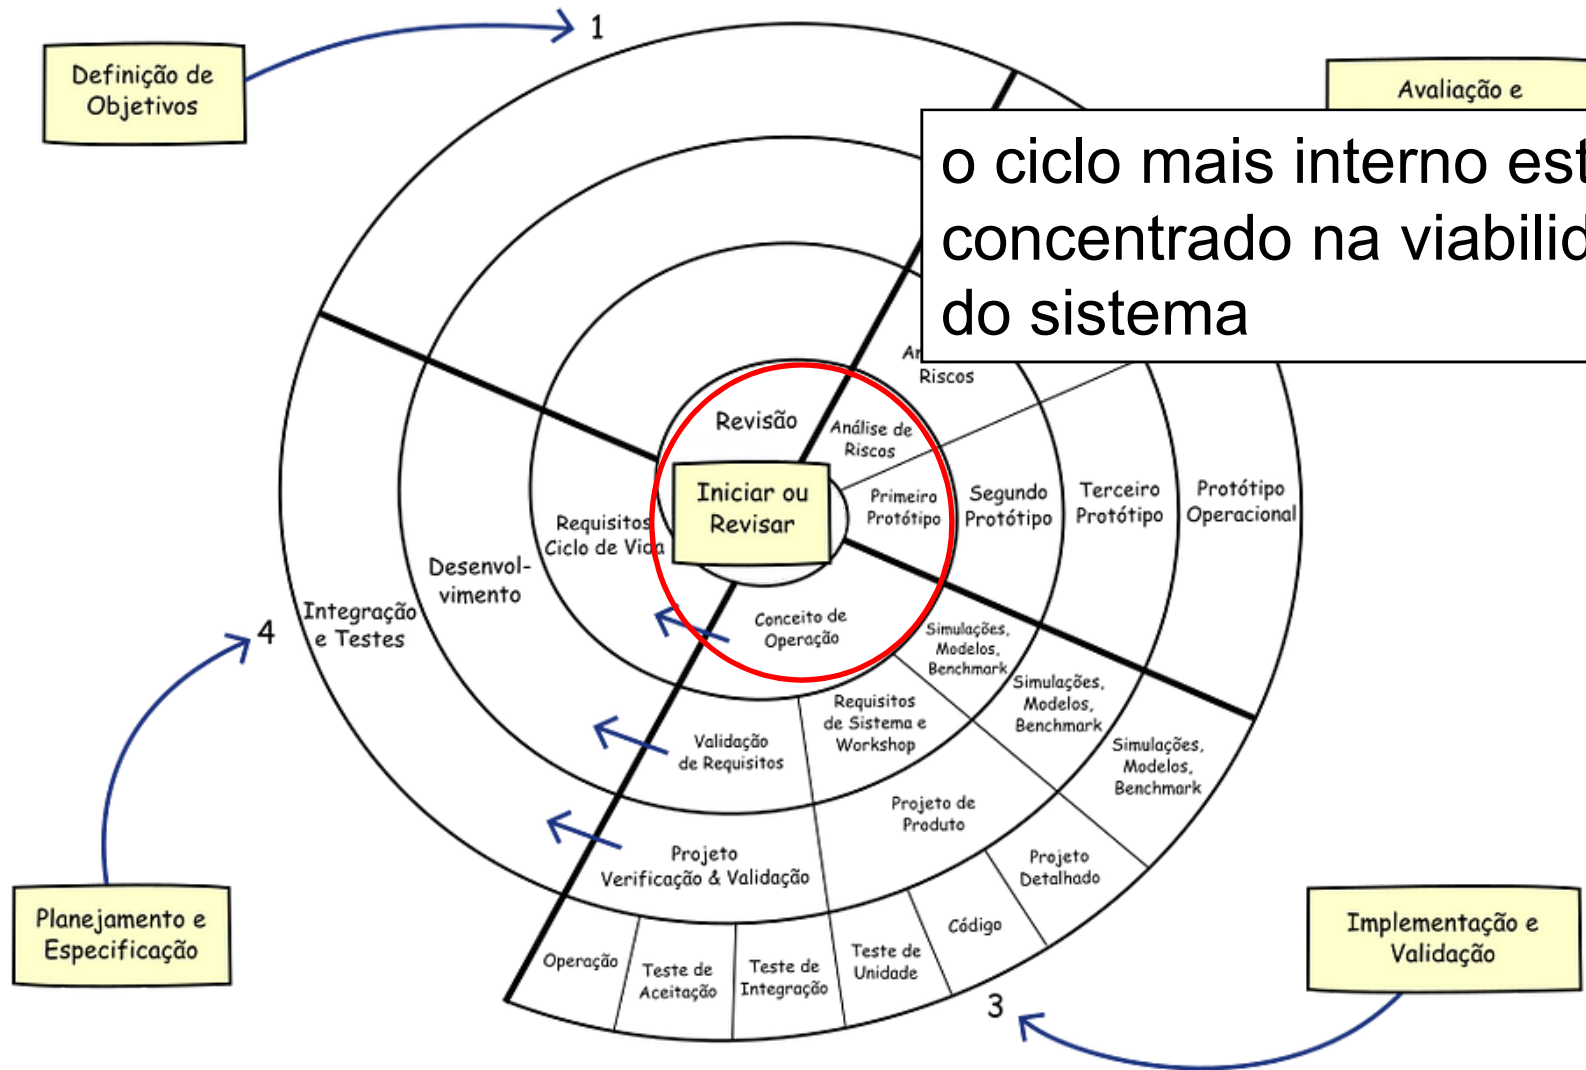 1
Definição de
Objetivos
Avaliação e
o ciclo mais interno
concentrado na
do sistema
Riscos
Revisão
Análise de
Riscos
Iniciar ou
Revisar
Primeiro
Protótipo
Segundo
Protótipo
Terceiro
Protótipo
Protótipo
Operacional
Requisitos
Ciclo de Vida
Desenvol-
vimento
Integração
e Testes
4
Conceito de
Operação
Simulações,
Modelos,
Benchmark
Simulações,
Modelos,
Benchmark
Simulações,
Modelos,
Benchmark
Requisitos
de Sistema e
Workshop
Validação
de Requisitos
Projeto de
Produto
Projeto
Verificação & Validação
Projeto
Detalhado
Código
Teste de
Unidade
Teste de
Integração
Teste de
Aceitação
Operação
3
Planejamento e
Especificação
Implementação e
Validação